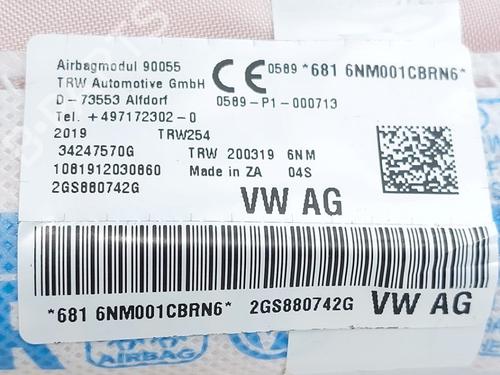 Airbagmodul 90055
TRW Automotive GmbH
D-73553 Alfdorf
Tel. +497172302-0
CE 0589 *681 6NM001CBRN6*
0589-P1-000713
2019 TRW254
34247570G TRW 200319 6NM
1081912030860 Made in ZA 04S
2GS880742G VW AG
*681 6NM001CBRN6* 2GS880742G VW AG
AIRBAG